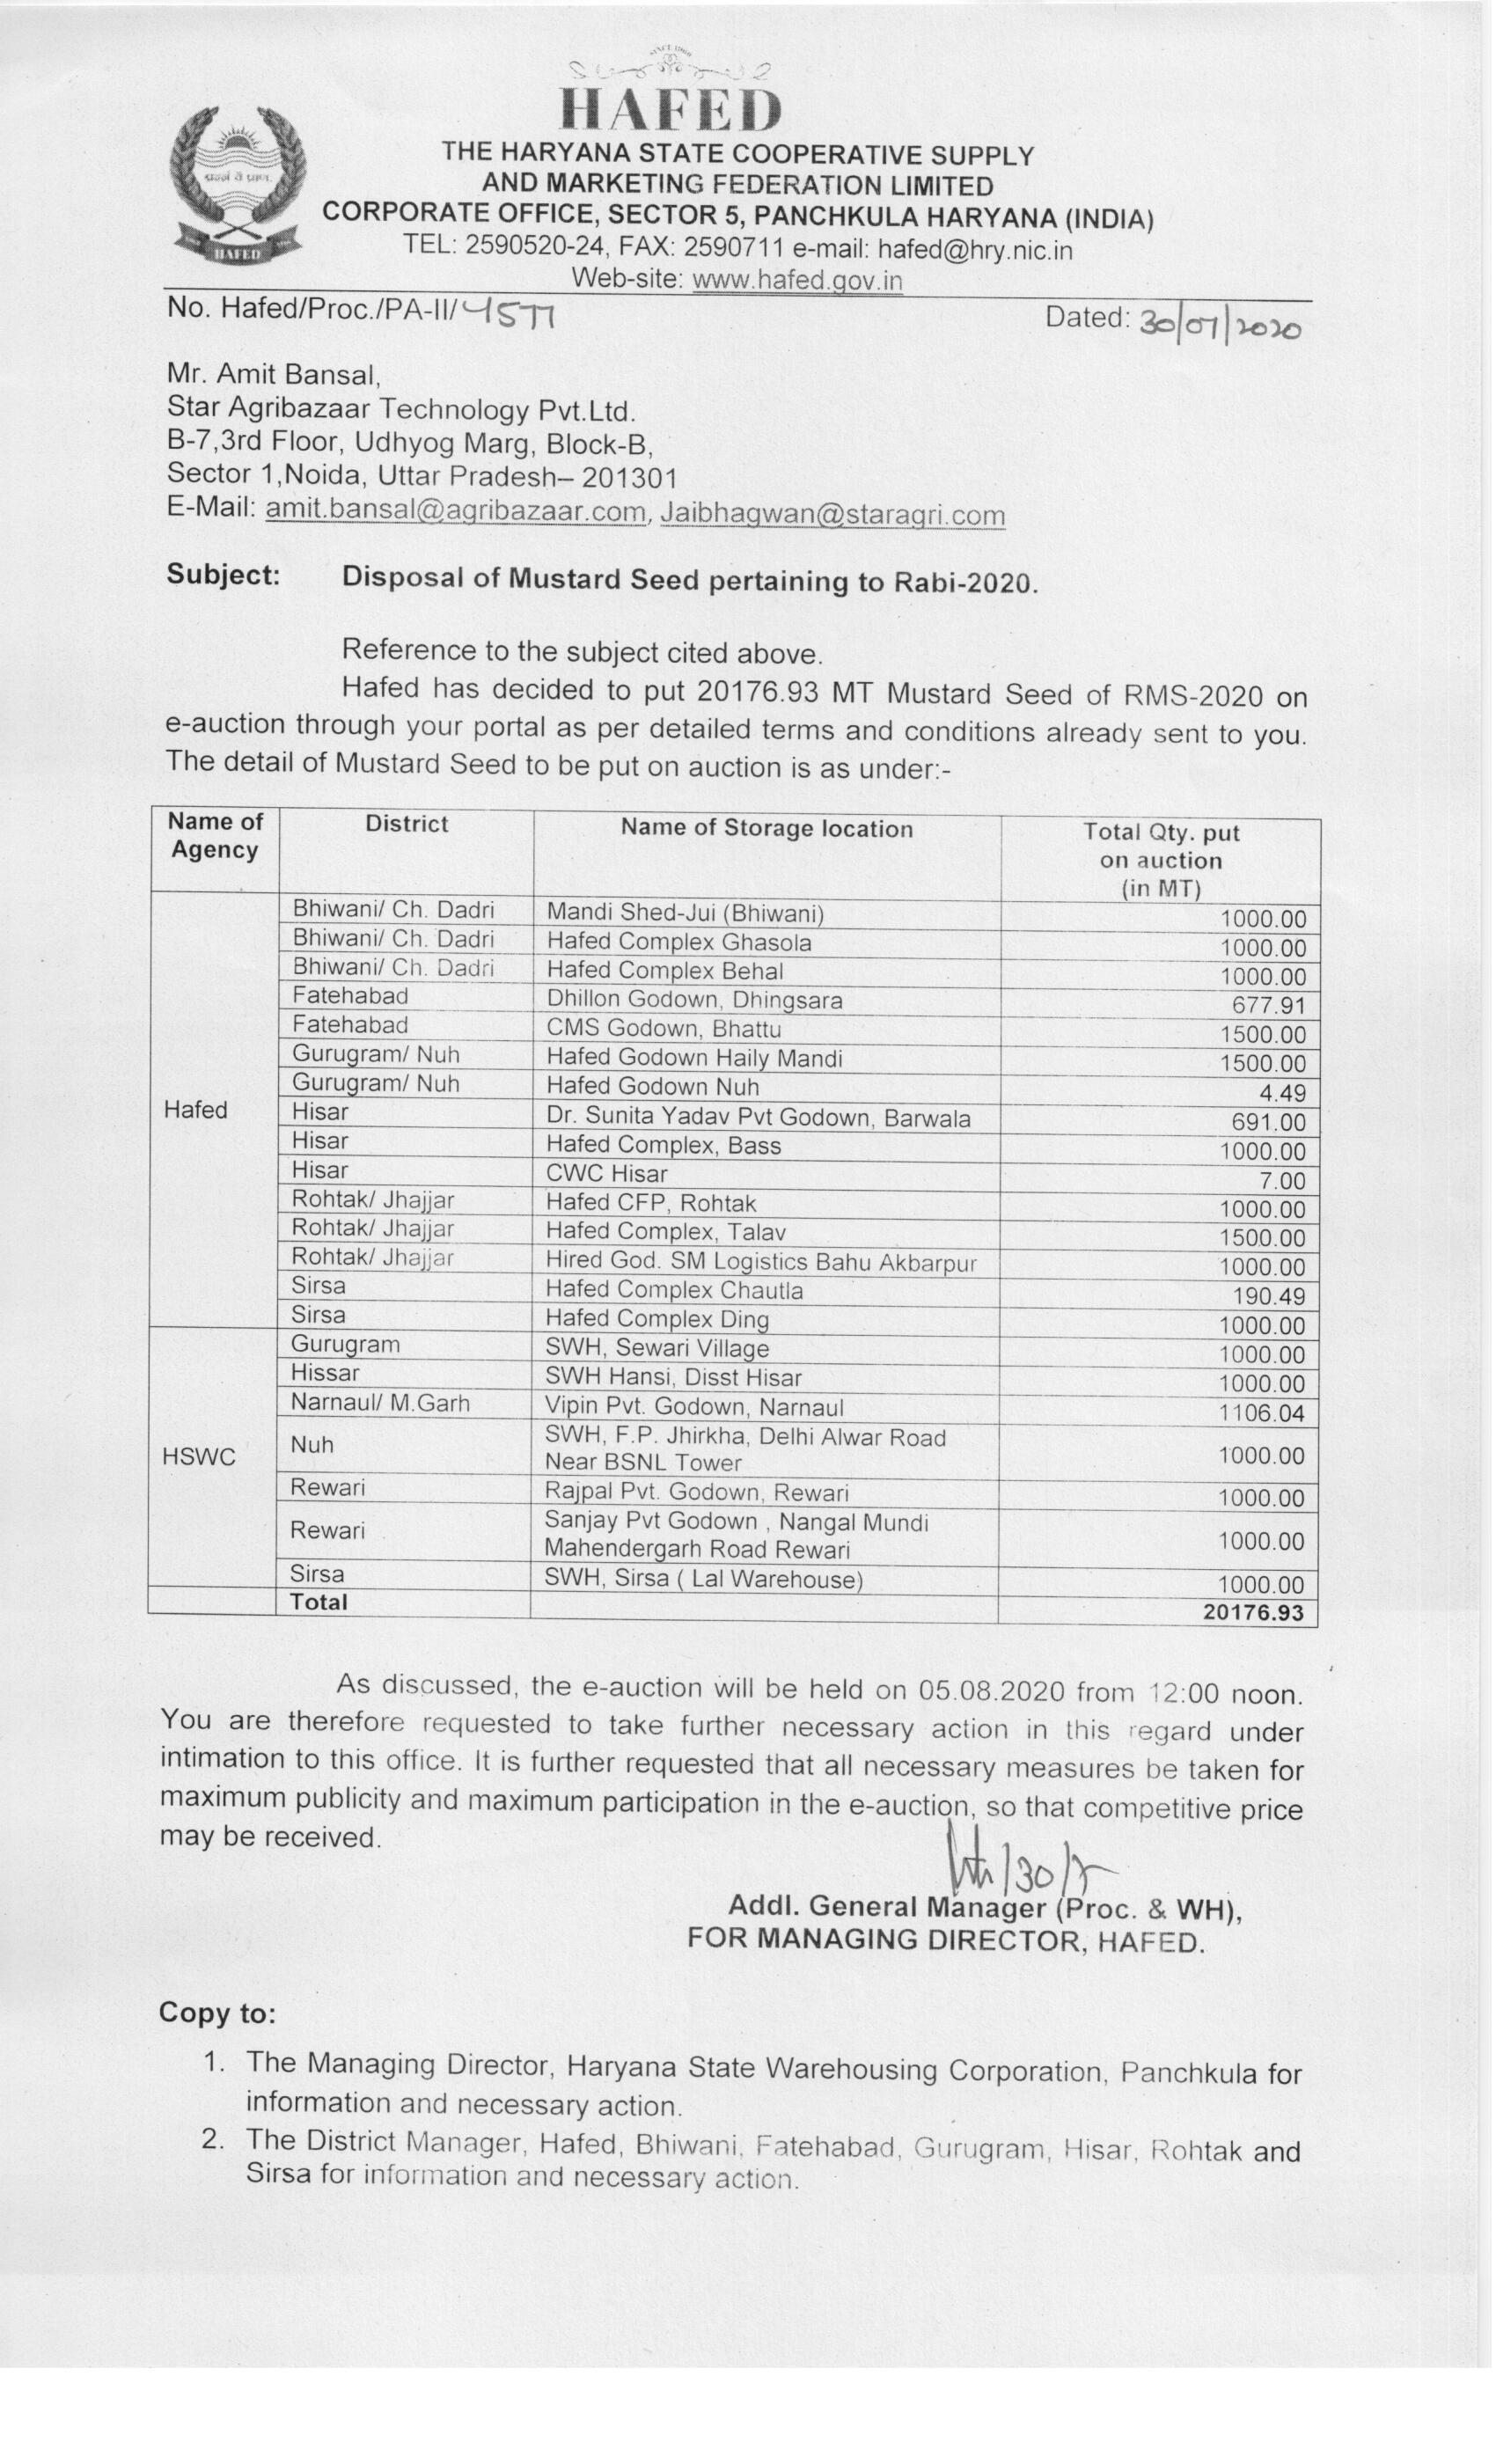 SINCE 1966
HAFED
THE HARYANA STATE COOPERATIVE SUPPLY
AND MARKETING FEDERATION LIMITED
CORPORATE OFFICE, SECTOR 5, PANCHKULA HARYANA (INDIA)
TEL: 2590520-24, FAX: 2590711 e-mail: hafed@hry.nic.in
Web-site: www.hafed.gov.in
HAFED
No. Hafed/Proc./PA-II/4577 Dated: 30/07/2020
Mr. Amit Bansal,
Star Agribazaar Technology Pvt.Ltd.
B-7,3rd Floor, Udhyog Marg, Block-B,
Sector 1,Noida, Uttar Pradesh– 201301
E-Mail: amit.bansal@agribazaar.com, Jaibhagwan@staragri.com
Subject: Disposal of Mustard Seed pertaining to Rabi-2020.
Reference to the subject cited above.
Hafed has decided to put 20176.93 MT Mustard Seed of RMS-2020 on
e-auction through your portal as per detailed terms and conditions already sent to you.
The detail of Mustard Seed to be put on auction is as under:-
Name of Agency District Name of Storage location Total Qty. put on auction (in MT)
Hafed
Bhiwani/ Ch. Dadri Mandi Shed-Jui (Bhiwani) 1000.00
Bhiwani/ Ch. Dadri Hafed Complex Ghasola 1000.00
Bhiwani/ Ch. Dadri Hafed Complex Behal 1000.00
Fatehabad Dhillon Godown, Dhingsara 677.91
Fatehabad CMS Godown, Bhattu 1500.00
Gurugram/ Nuh Hafed Godown Haily Mandi 1500.00
Gurugram/ Nuh Hafed Godown Nuh 4.49
Hisar Dr. Sunita Yadav Pvt Godown, Barwala 691.00
Hisar Hafed Complex, Bass 1000.00
Hisar CWC Hisar 7.00
Rohtak/ Jhajjar Hafed CFP, Rohtak 1000.00
Rohtak/ Jhajjar Hafed Complex, Talav 1500.00
Rohtak/ Jhajjar Hired God. SM Logistics Bahu Akbarpur 1000.00
Sirsa Hafed Complex Chautla 190.49
Sirsa Hafed Complex Ding 1000.00
HSWC
Gurugram SWH, Sewari Village 1000.00
Hissar SWH Hansi, Disst Hisar 1000.00
Narnaul/ M.Garh Vipin Pvt. Godown, Narnaul 1106.04
Nuh SWH, F.P. Jhirkha, Delhi Alwar Road
Near BSNL Tower 1000.00
Rewari Rajpal Pvt. Godown, Rewari 1000.00
Rewari Sanjay Pvt Godown , Nangal Mundi
Mahendergarh Road Rewari 1000.00
Sirsa SWH, Sirsa ( Lal Warehouse) 1000.00
Total 20176.93
As discussed, the e-auction will be held on 05.08.2020 from 12:00 noon.
You are therefore requested to take further necessary action in this regard under
intimation to this office. It is further requested that all necessary measures be taken for
maximum publicity and maximum participation in the e-auction, so that competitive price
may be received.
30/7
Addl. General Manager (Proc. & WH),
FOR MANAGING DIRECTOR, HAFED.
Copy to:
1. The Managing Director, Haryana State Warehousing Corporation, Panchkula for
information and necessary action.
2. The District Manager, Hafed, Bhiwani, Fatehabad, Gurugram, Hisar, Rohtak and
Sirsa for information and necessary action.